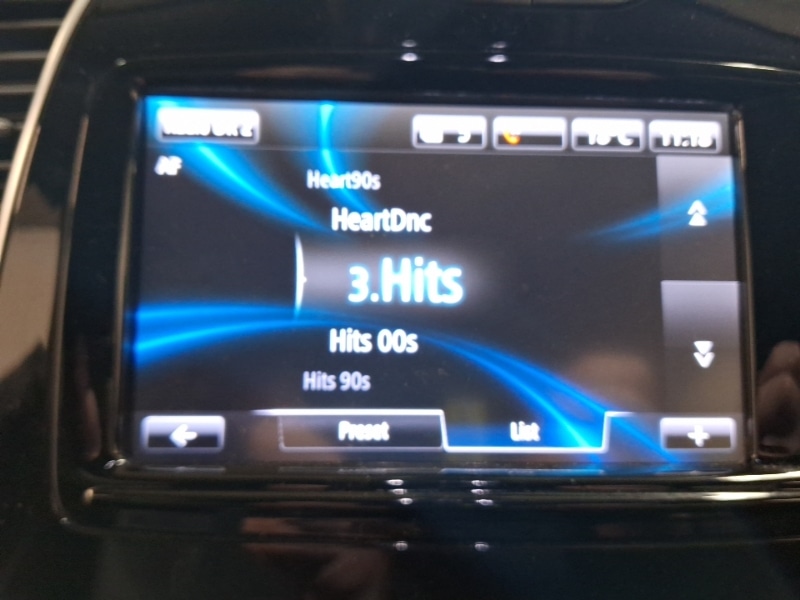 AF
Heart90s
HeartDnc
3.Hits
Hits 00s
Hits 90s
Preset
List